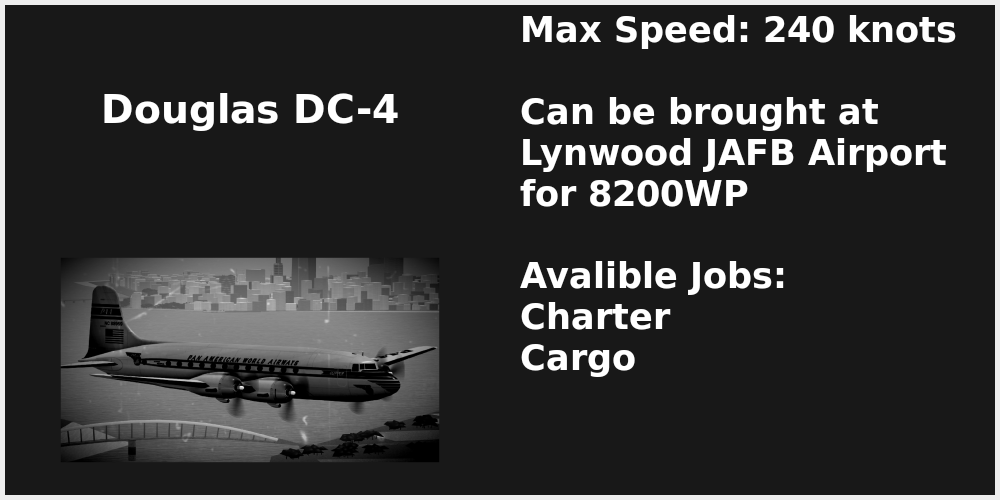 Douglas DC-4
PAN AMERICAN WORLD AIRWAYS
Max Speed: 240 knots
Can be brought at
Lynwood JAFB Airport
for 8200WP
Avalible Jobs:
Charter
Cargo